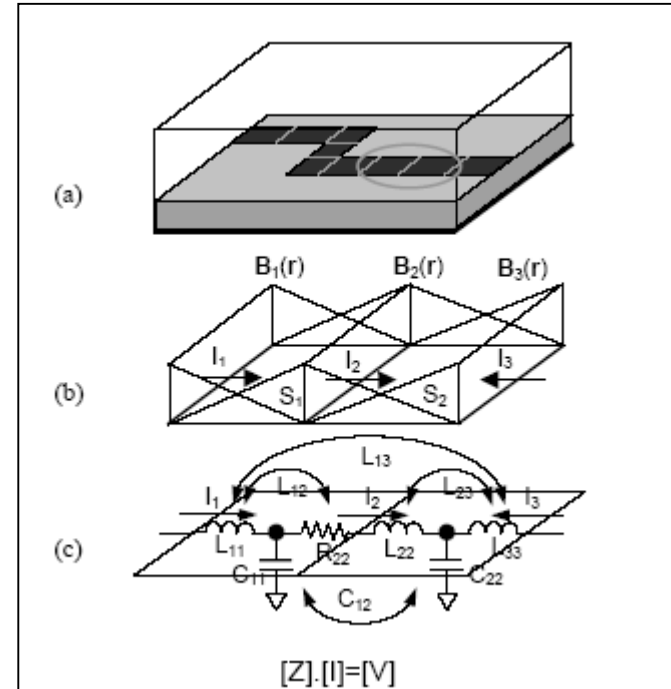 (a)
B₁(r) B₂(r) B₃(r)
I₁ I₂ I₃
(b) S₁ S₂
L₁₃
I₁ L₁₂ I₂ L₂₃ I₃
(c) L₁₁ R₂₂ L₂₂ L₃₃
C₁₁ C₂₂
C₁₂
[Z].[I]=[V]